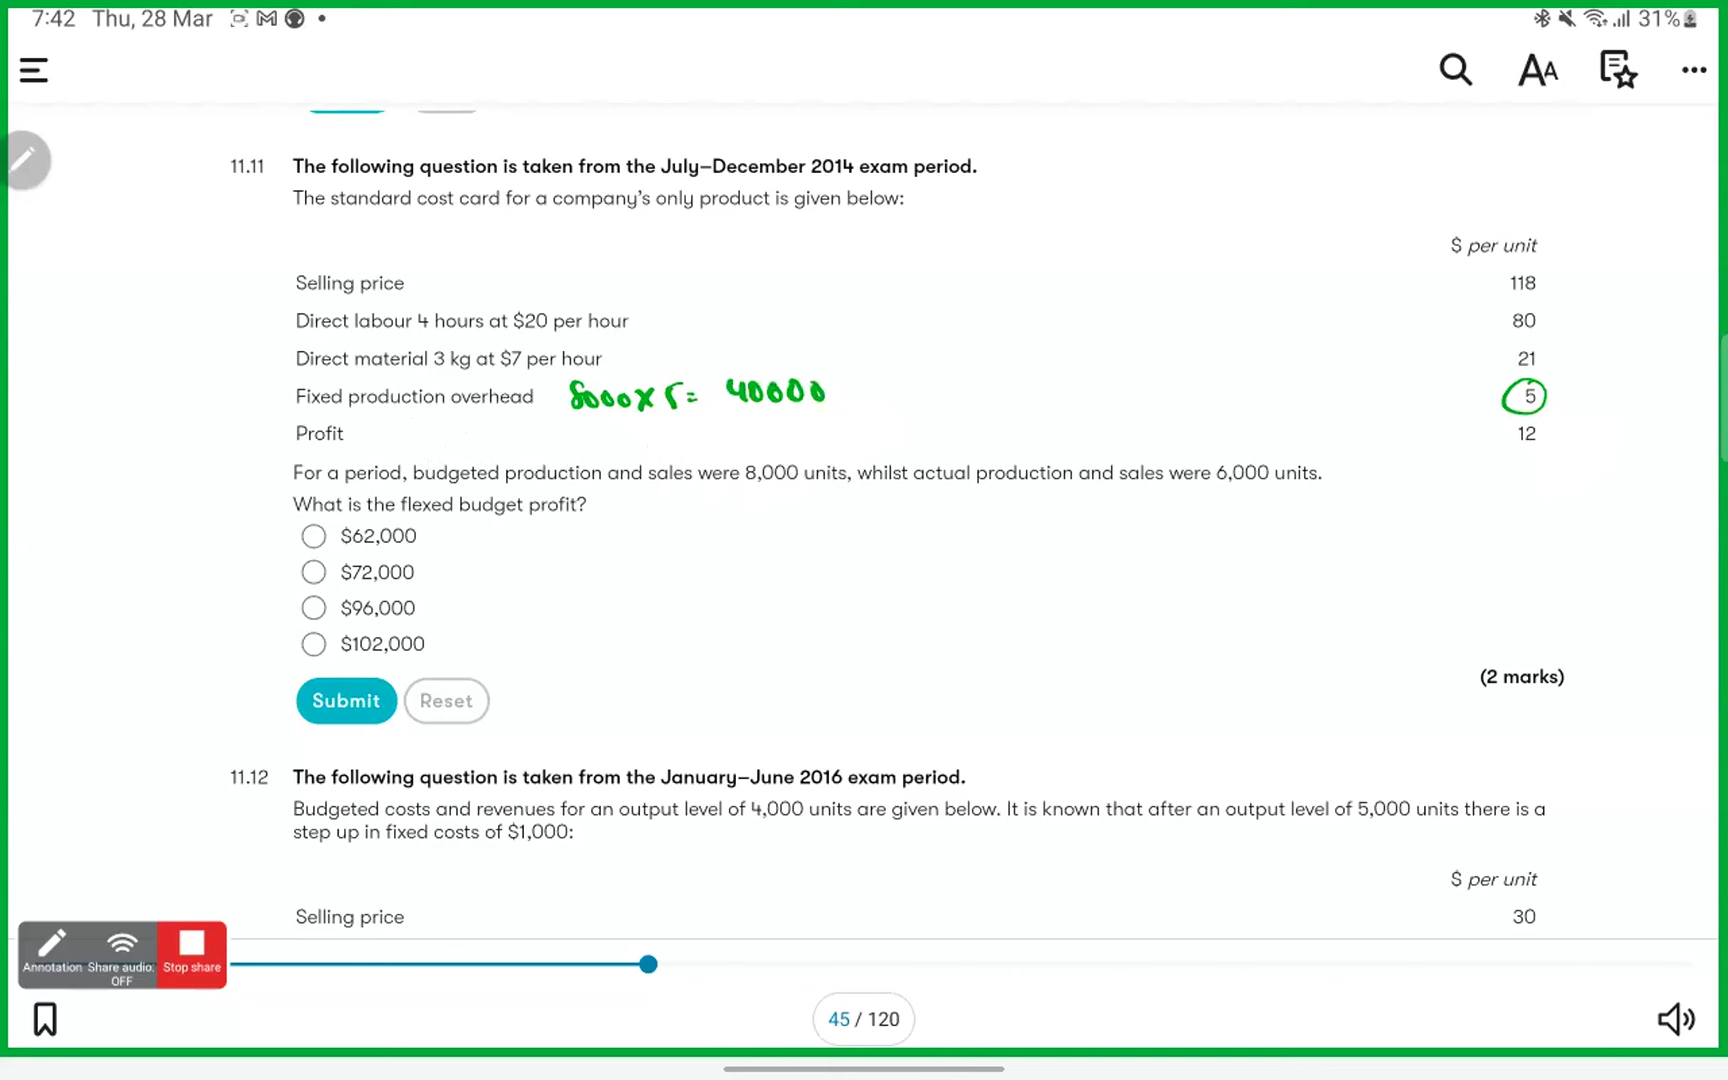 7:42 Thu, 28 Mar
31%
11.11 The following question is taken from the July–December 2014 exam period.
The standard cost card for a company's only product is given below:
$ per unit
Selling price 118
Direct labour 4 hours at $20 per hour 80
Direct material 3 kg at $7 per hour 21
Fixed production overhead 8000 x 5 = 40000 5
Profit 12
For a period, budgeted production and sales were 8,000 units, whilst actual production and sales were 6,000 units.
What is the flexed budget profit?
$62,000
$72,000
$96,000
$102,000
(2 marks)
Submit Reset
11.12 The following question is taken from the January–June 2016 exam period.
Budgeted costs and revenues for an output level of 4,000 units are given below. It is known that after an output level of 5,000 units there is a
step up in fixed costs of $1,000:
$ per unit
Selling price 30
Annotation Share audio: OFF Stop share
45 / 120